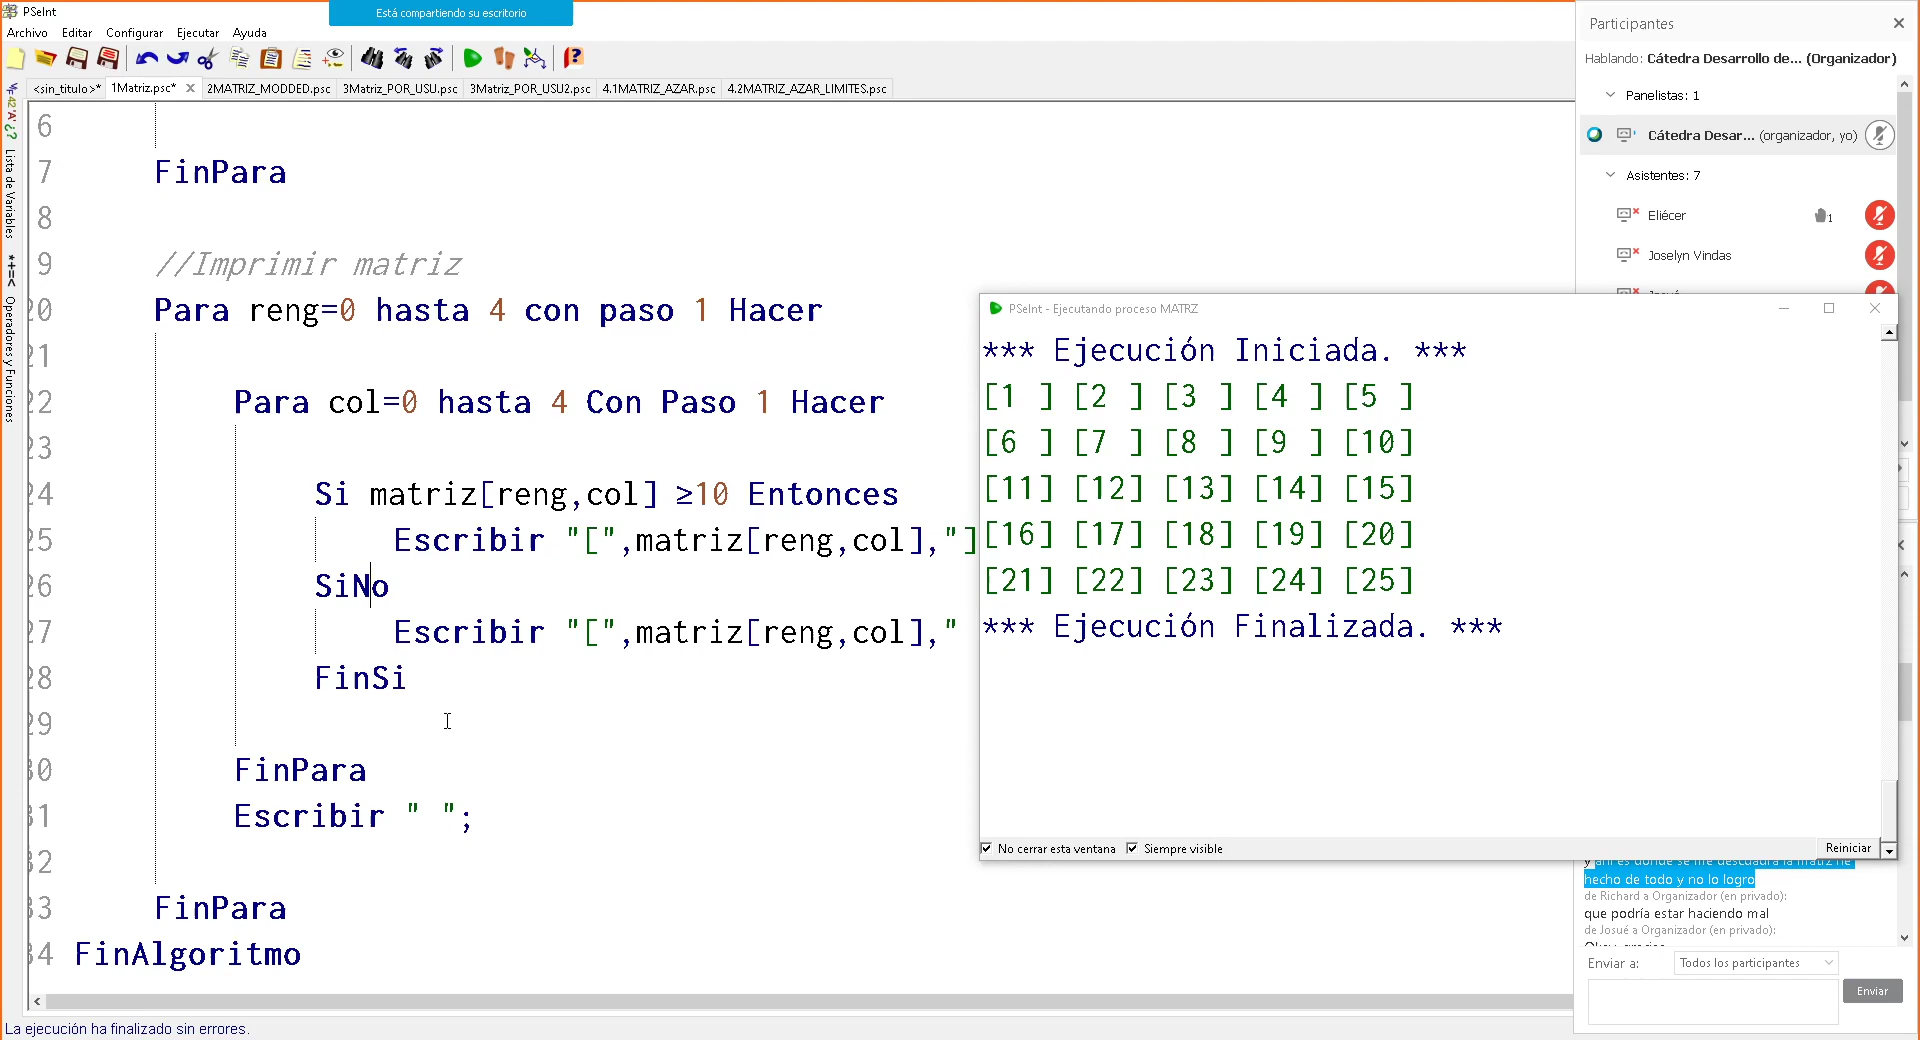 PSeInt
Está compartiendo su escritorio
Archivo Editar Configurar Ejecutar Ayuda
<sin_titulo>* 1Matriz.psc* 2MATRIZ_MODDED.psc 3Matriz_POR_USU.psc 3Matriz_POR_USU2.psc 4.1MATRIZ_AZAR.psc 4.2MATRIZ_AZAR_LIMITES.psc
Lista de Variables
*+=< Operadores y Funciones
6
7 FinPara
8
9 //Imprimir matriz
20 Para reng=0 hasta 4 con paso 1 Hacer
21
22 Para col=0 hasta 4 Con Paso 1 Hacer
23
24 Si matriz[reng,col] ≥10 Entonces
25 Escribir "[",matriz[reng,col],"]
26 SiNo
27 Escribir "[",matriz[reng,col],"
28 FinSi
29
30 FinPara
31 Escribir " ";
32
33 FinPara
34 FinAlgoritmo
La ejecución ha finalizado sin errores.
PSeInt - Ejecutando proceso MATRZ
*** Ejecución Iniciada. ***
[1 ] [2 ] [3 ] [4 ] [5 ]
[6 ] [7 ] [8 ] [9 ] [10]
[11] [12] [13] [14] [15]
[16] [17] [18] [19] [20]
[21] [22] [23] [24] [25]
*** Ejecución Finalizada. ***
No cerrar esta ventana Siempre visible Reiniciar
Participantes
Hablando: Cátedra Desarrollo de... (Organizador)
Panelistas: 1
Cátedra Desar... (organizador, yo)
Asistentes: 7
Eliécer 1
Joselyn Vindas
hecho de todo y no lo logro
de Richard a Organizador (en privado):
que podría estar haciendo mal
de Josué a Organizador (en privado):
Enviar a: Todos los participantes
Enviar